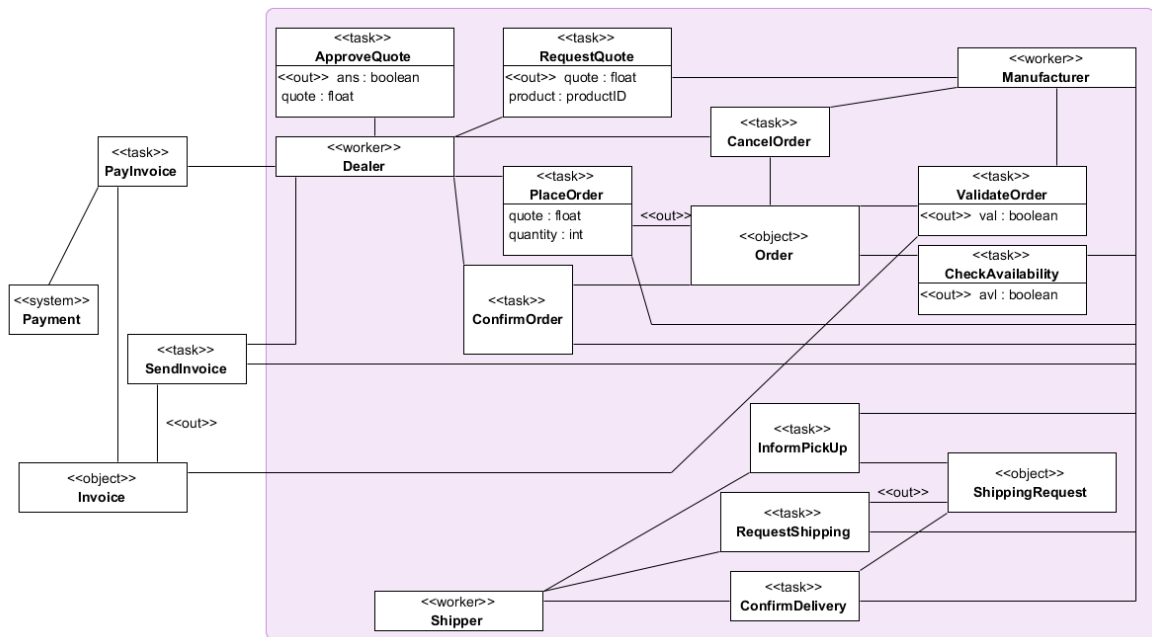 <<task>>
ApproveQuote
<<out>> ans : boolean
quote : float
<<task>>
RequestQuote
<<out>> quote : float
product : productID
<<worker>>
Manufacturer
<<task>>
CancelOrder
<<task>>
PayInvoice
<<worker>>
Dealer
<<task>>
PlaceOrder
quote : float
quantity : int
<<out>>
<<object>>
Order
<<task>>
ValidateOrder
<<out>> val : boolean
<<task>>
CheckAvailability
<<out>> avl : boolean
<<system>>
Payment
<<task>>
ConfirmOrder
<<task>>
SendInvoice
<<out>>
<<object>>
Invoice
<<task>>
InformPickUp
<<object>>
ShippingRequest
<<out>>
<<task>>
RequestShipping
<<task>>
ConfirmDelivery
<<worker>>
Shipper